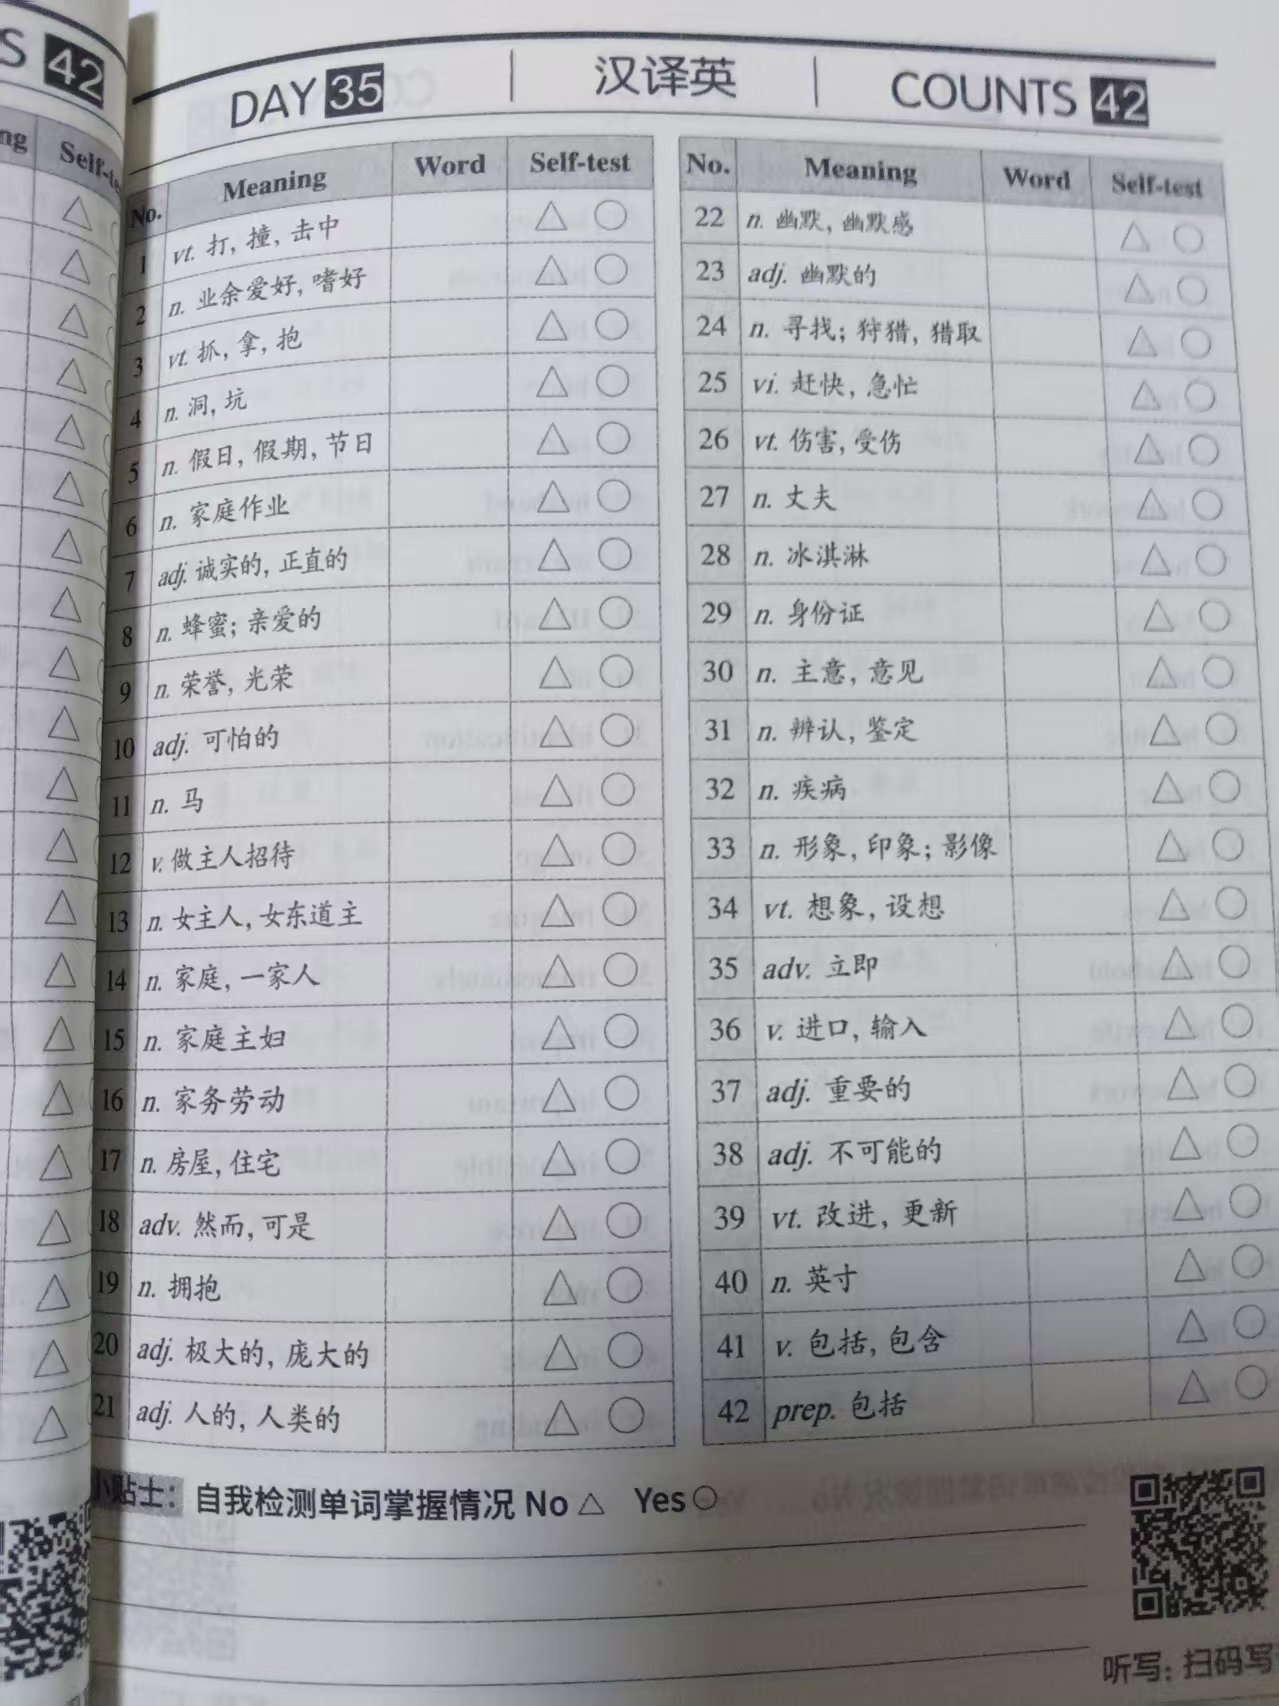 S 42
ng Self-te
DAY 35 汉译英 COUNTS 42
No. Meaning Word Self-test
1 vt. 打, 撞, 击中
2 n. 业余爱好, 嗜好
3 vt. 抓, 拿, 抱
4 n. 洞, 坑
5 n. 假日, 假期, 节日
6 n. 家庭作业
7 adj. 诚实的, 正直的
8 n. 蜂蜜; 亲爱的
9 n. 荣誉, 光荣
10 adj. 可怕的
11 n. 马
12 v. 做主人招待
13 n. 女主人, 女东道主
14 n. 家庭, 一家人
15 n. 家庭主妇
16 n. 家务劳动
17 n. 房屋, 住宅
18 adv. 然而, 可是
19 n. 拥抱
20 adj. 极大的, 庞大的
21 adj. 人的, 人类的
No. Meaning Word Self-test
22 n. 幽默, 幽默感
23 adj. 幽默的
24 n. 寻找; 狩猎, 猎取
25 vi. 赶快, 急忙
26 vt. 伤害, 受伤
27 n. 丈夫
28 n. 冰淇淋
29 n. 身份证
30 n. 主意, 意见
31 n. 辨认, 鉴定
32 n. 疾病
33 n. 形象, 印象; 影像
34 vt. 想象, 设想
35 adv. 立即
36 v. 进口, 输入
37 adj. 重要的
38 adj. 不可能的
39 vt. 改进, 更新
40 n. 英寸
41 v. 包括, 包含
42 prep. 包括
小贴士: 自我检测单词掌握情况 No △ Yes ○
听写: 扫码写